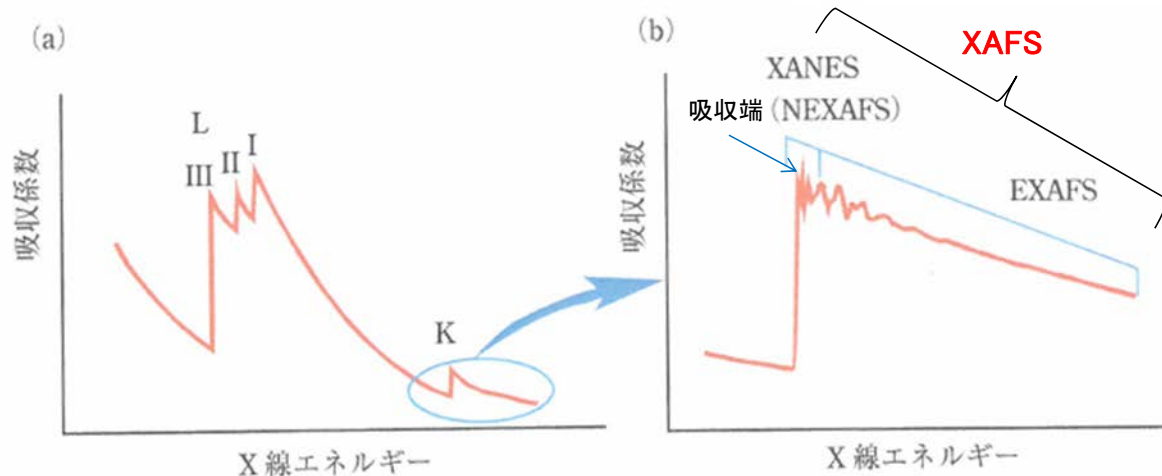 (a)
L
III
II
I
K
吸収係数
X線エネルギー
(b)
XAFS
XANES
吸収端 (NEXAFS)
EXAFS
吸収係数
X線エネルギー